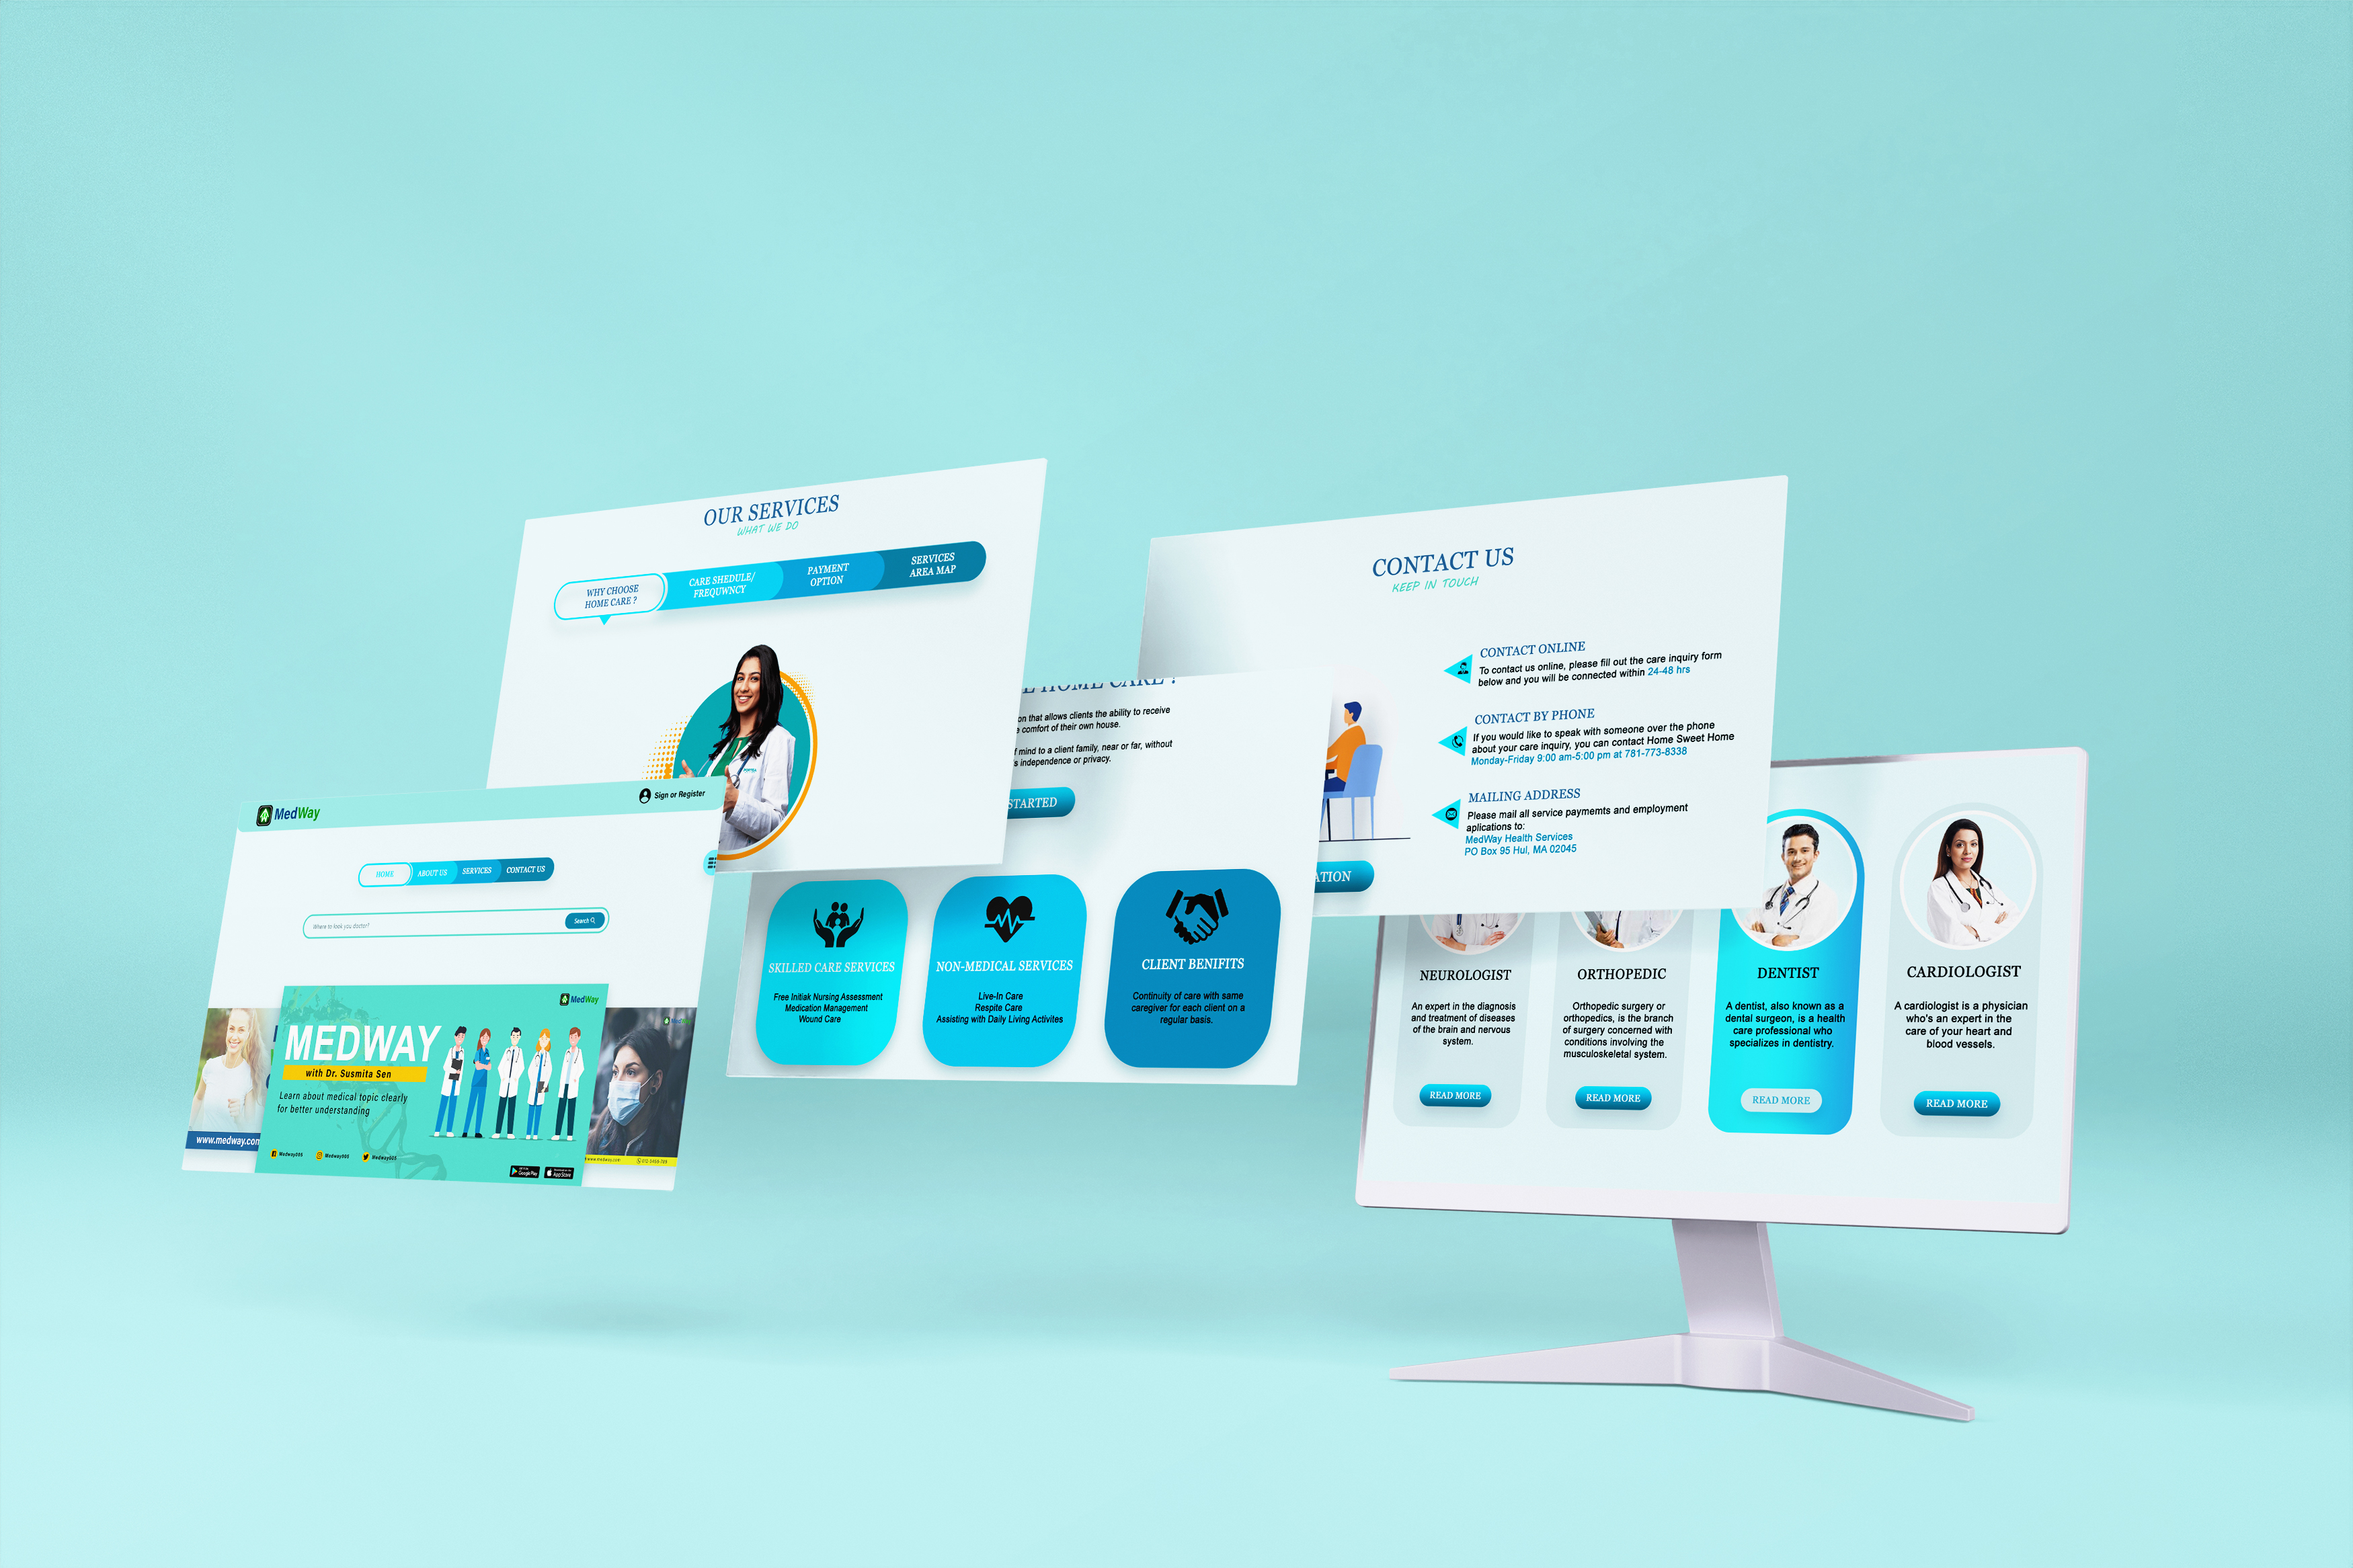 OUR SERVICES
WHAT WE DO
WHY CHOOSE
HOME CARE ?
CARE SHEDULE/
FREQUWNCY
PAYMENT
OPTION
SERVICES
AREA MAP
CONTACT US
KEEP IN TOUCH
CONTACT ONLINE
To contact us online, please fill out the care inquiry form
below and you will be connected within 24-48 hrs
CONTACT BY PHONE
If you would like to speak with someone over the phone
about your care inquiry, you can contact Home Sweet Home
Monday-Friday 9:00 am-5:00 pm at 781-773-8338
MAILING ADDRESS
Please mail all service paymemts and employment
aplications to:
MedWay Health Services
PO Box 95 Hul, MA 02045
ATION
E HOME CARE ?
on that allows clients the ability to receive
e comfort of their own house.
f mind to a client family, near or far, without
s independence or privacy.
STARTED
SKILLED CARE SERVICES
Free Initiak Nursing Assessment
Medication Management
Wound Care
NON-MEDICAL SERVICES
Live-In Care
Respite Care
Assisting with Daily Living Activites
CLIENT BENIFITS
Continuity of care with same
caregiver for each client on a
regular basis.
MedWay
Sign or Register
HOME
ABOUT US
SERVICES
CONTACT US
Where to look you doctor?
Search
MedWay
MEDWAY
with Dr. Susmita Sen
Learn about medical topic clearly
for better understanding
Medway005
Medway005
Medway005
Google Play
App Store
www.medway.com
www.medway.com
NEUROLOGIST
An expert in the diagnosis
and treatment of diseases
of the brain and nervous
system.
READ MORE
ORTHOPEDIC
Orthopedic surgery or
orthopedics, is the branch
of surgery concerned with
conditions involving the
musculoskeletal system.
READ MORE
DENTIST
A dentist, also known as a
dental surgeon, is a health
care professional who
specializes in dentistry.
READ MORE
CARDIOLOGIST
A cardiologist is a physician
who's an expert in the
care of your heart and
blood vessels.
READ MORE